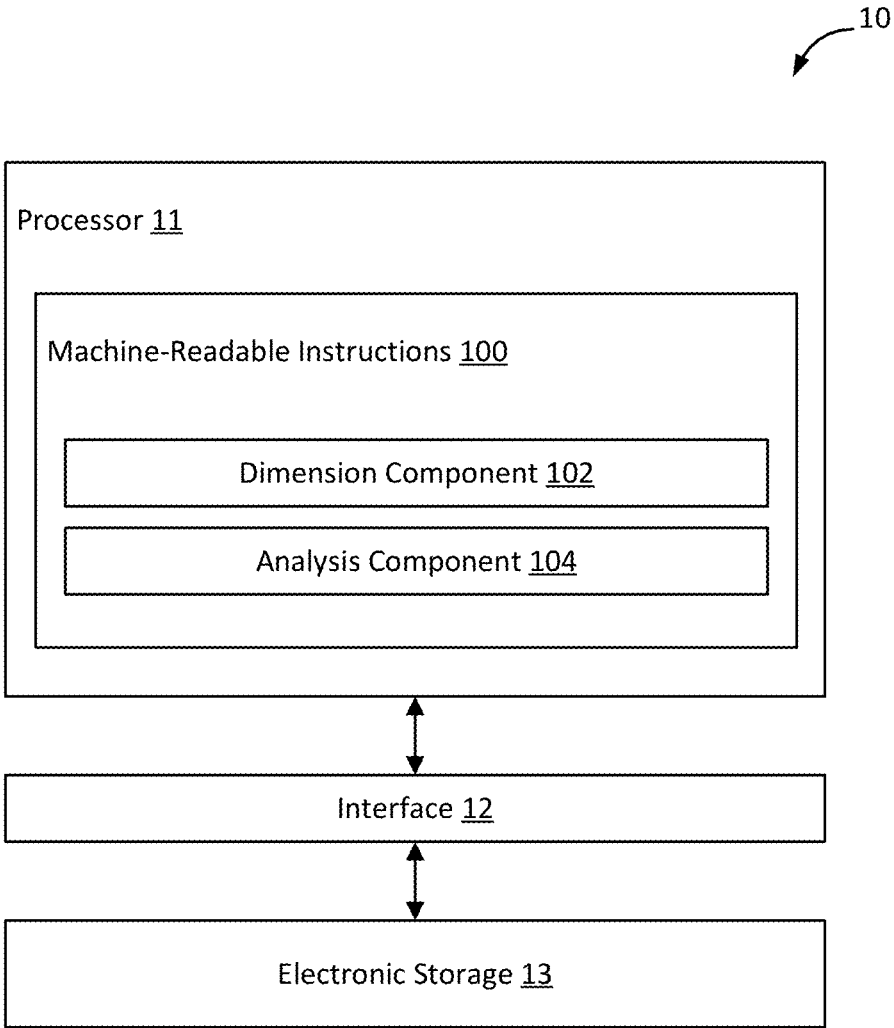 10
Processor 11
Machine-Readable Instructions 100
Dimension Component 102
Analysis Component 104
Interface 12
Electronic Storage 13